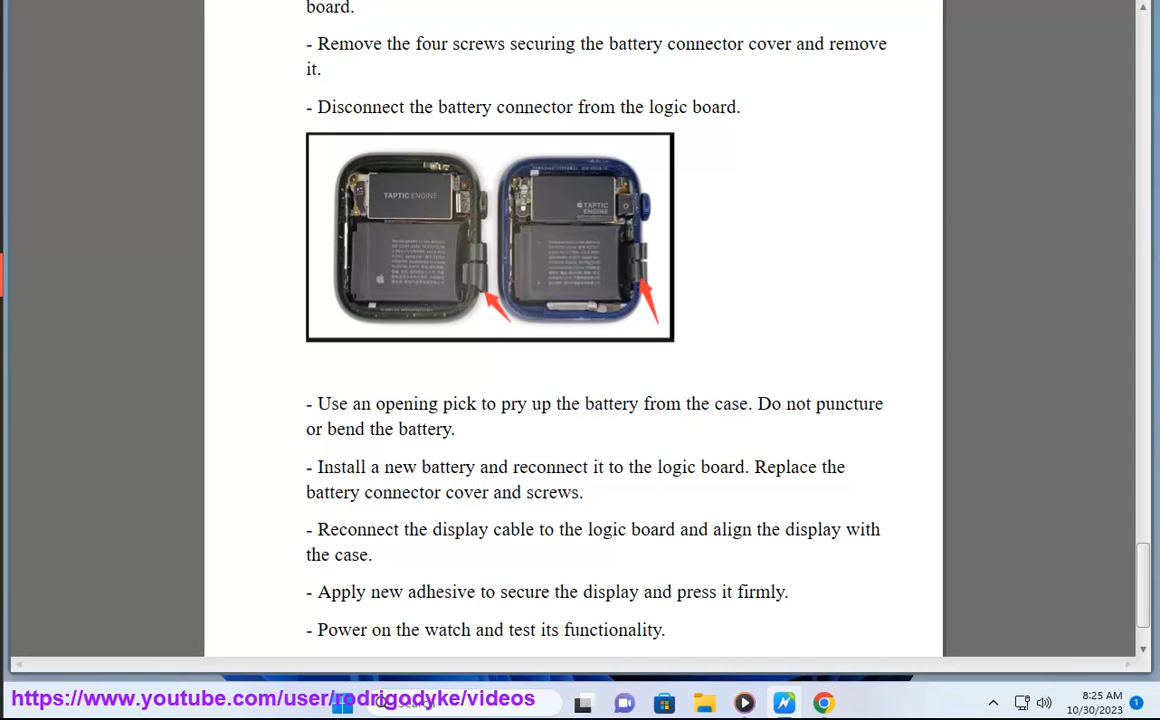 board.
- Remove the four screws securing the battery connector cover and remove
it.
- Disconnect the battery connector from the logic board.
TAPTIC ENGINE
TAPTIC
ENGINE
- Use an opening pick to pry up the battery from the case. Do not puncture
or bend the battery.
- Install a new battery and reconnect it to the logic board. Replace the
battery connector cover and screws.
- Reconnect the display cable to the logic board and align the display with
the case.
- Apply new adhesive to secure the display and press it firmly.
- Power on the watch and test its functionality.
https://www.youtube.com/user/rodrigodyke/videos
8:25 AM
10/30/2023
1